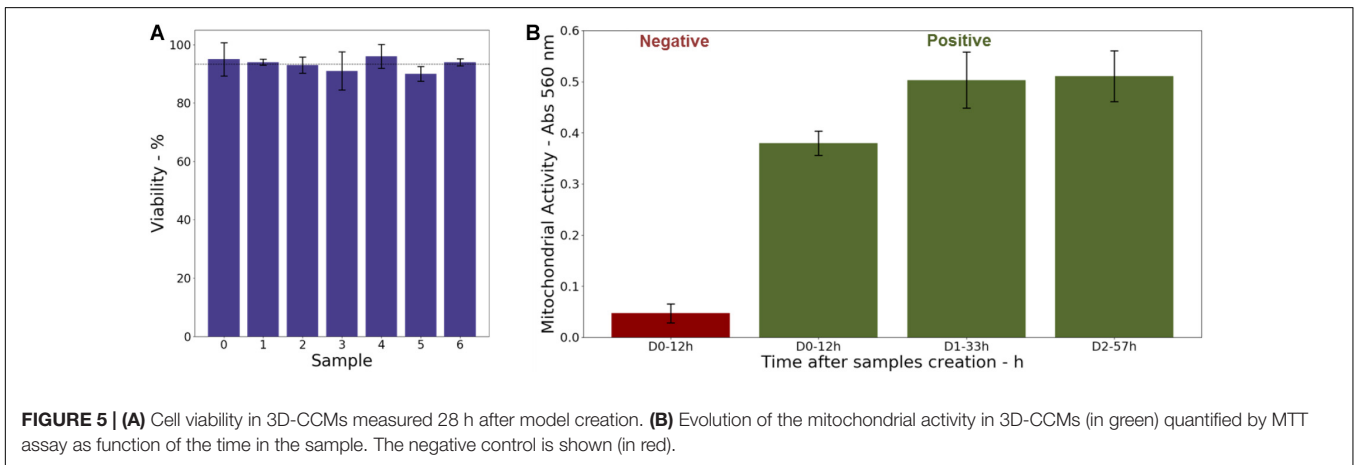 A
100
80
60
40
20
0
Viability - %
0 1 2 3 4 5 6
Sample
B
0.6
0.5
0.4
0.3
0.2
0.1
0.0
Mitochondrial Activity - Abs 560 nm
Negative Positive
D0-12h D0-12h D1-33h D2-57h
Time after samples creation - h
FIGURE 5 | (A) Cell viability in 3D-CCMs measured 28 h after model creation. (B) Evolution of the mitochondrial activity in 3D-CCMs (in green) quantified by MTT
assay as function of the time in the sample. The negative control is shown (in red).